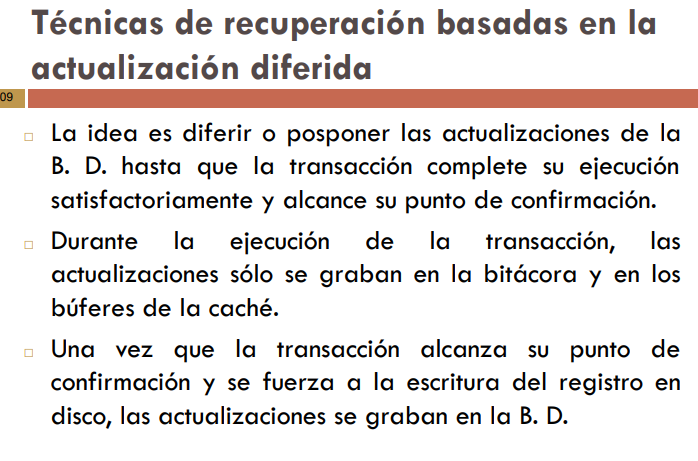 Técnicas de recuperación basadas en la
actualización diferida
09
La idea es diferir o posponer las actualizaciones de la
B. D. hasta que la transacción complete su ejecución
satisfactoriamente y alcance su punto de confirmación.
Durante la ejecución de la transacción, las
actualizaciones sólo se graban en la bitácora y en los
búferes de la caché.
Una vez que la transacción alcanza su punto de
confirmación y se fuerza a la escritura del registro en
disco, las actualizaciones se graban en la B. D.